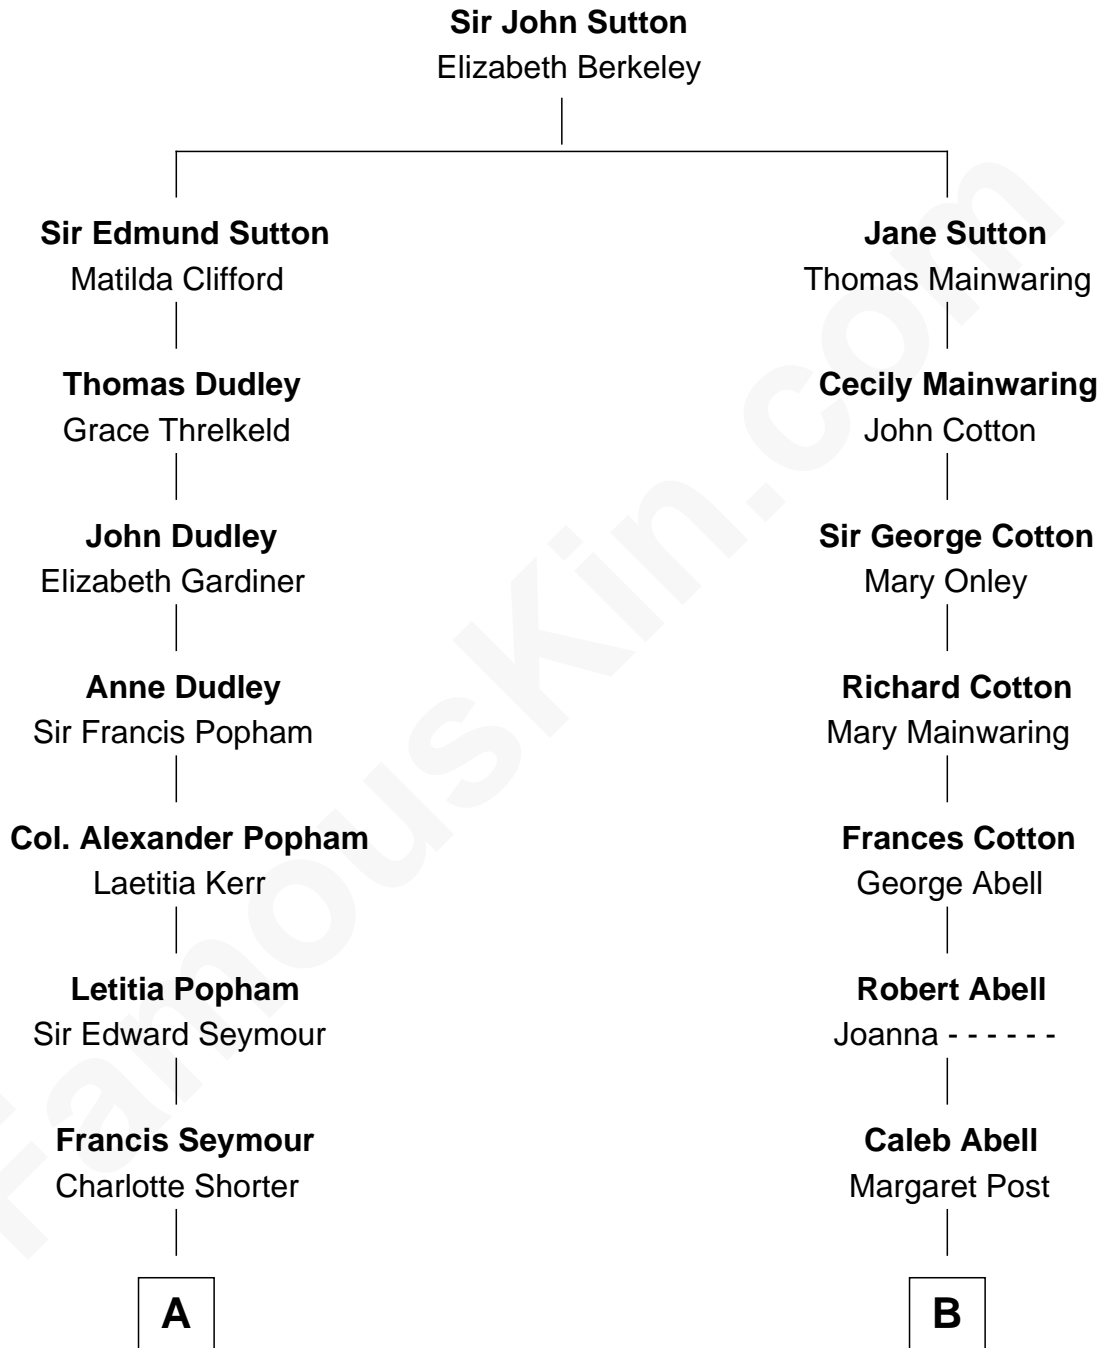 Sir John Sutton
Elizabeth Berkeley
Sir Edmund Sutton
Matilda Clifford
Thomas Dudley
Grace Threlkeld
John Dudley
Elizabeth Gardiner
Anne Dudley
Sir Francis Popham
Col. Alexander Popham
Laetitia Kerr
Letitia Popham
Sir Edward Seymour
Francis Seymour
Charlotte Shorter
A
Jane Sutton
Thomas Mainwaring
Cecily Mainwaring
John Cotton
Sir George Cotton
Mary Onley
Richard Cotton
Mary Mainwaring
Frances Cotton
George Abell
Robert Abell
Joanna - - - - - -
Caleb Abell
Margaret Post
B
FamousKin.com